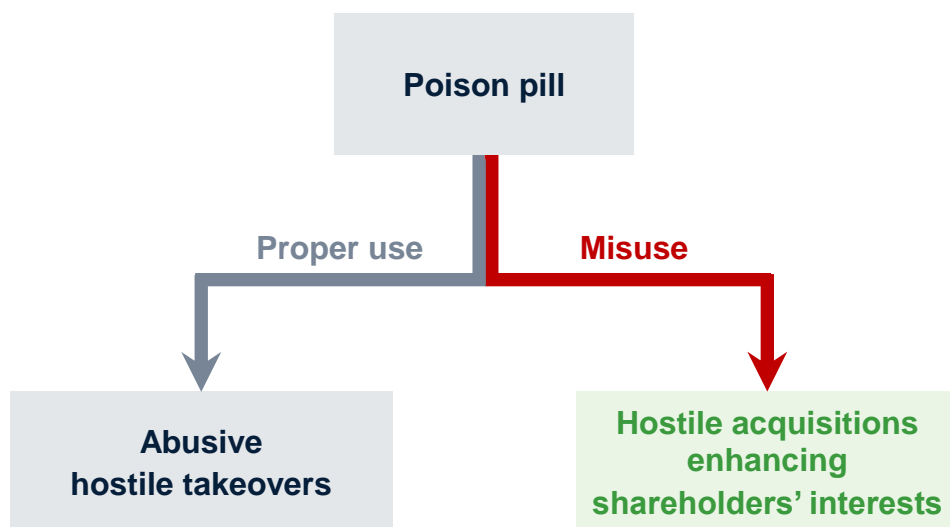 Poison pill
Proper use
Misuse
Abusive
hostile takeovers
Hostile acquisitions
enhancing
shareholders’ interests